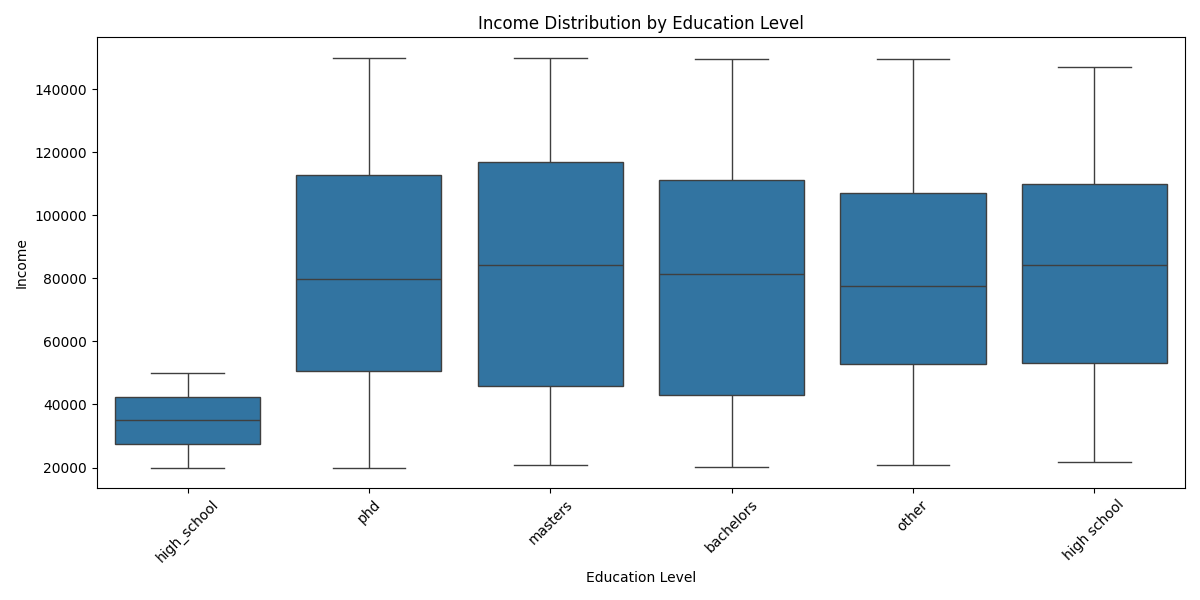 Income Distribution by Education Level
Income
140000
120000
100000
80000
60000
40000
20000
high_school
phd
masters
bachelors
other
high school
Education Level